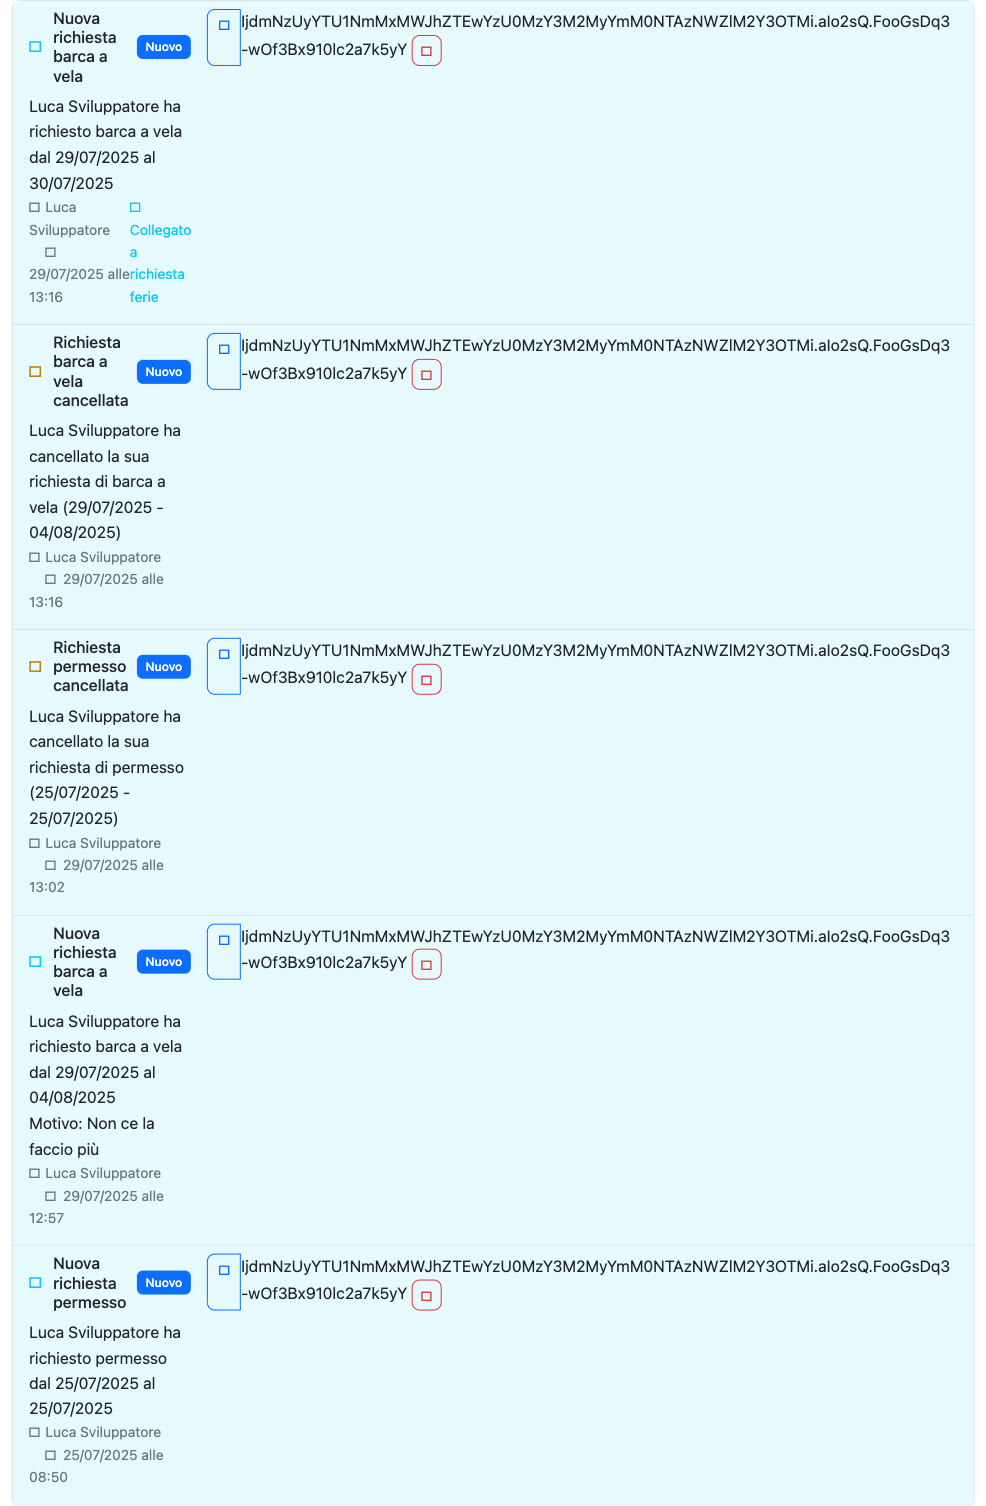 Nuova
richiesta
barca a
vela
Nuovo
IjdmNzUyYTU1NmMxMWJhZTEwYzU0MzY3M2MyYmM0NTAzNWZlM2Y3OTMi.aIo2sQ.FooGsDq3
-wOf3Bx910lc2a7k5yY
Luca Sviluppatore ha
richiesto barca a vela
dal 29/07/2025 al
30/07/2025
Luca
Sviluppatore
29/07/2025 alle
13:16
Collegato
a
richiesta
ferie
Richiesta
barca a
vela
cancellata
Nuovo
IjdmNzUyYTU1NmMxMWJhZTEwYzU0MzY3M2MyYmM0NTAzNWZlM2Y3OTMi.aIo2sQ.FooGsDq3
-wOf3Bx910lc2a7k5yY
Luca Sviluppatore ha
cancellato la sua
richiesta di barca a
vela (29/07/2025 -
04/08/2025)
Luca Sviluppatore
29/07/2025 alle
13:16
Richiesta
permesso
cancellata
Nuovo
IjdmNzUyYTU1NmMxMWJhZTEwYzU0MzY3M2MyYmM0NTAzNWZlM2Y3OTMi.aIo2sQ.FooGsDq3
-wOf3Bx910lc2a7k5yY
Luca Sviluppatore ha
cancellato la sua
richiesta di permesso
(25/07/2025 -
25/07/2025)
Luca Sviluppatore
29/07/2025 alle
13:02
Nuova
richiesta
barca a
vela
Nuovo
IjdmNzUyYTU1NmMxMWJhZTEwYzU0MzY3M2MyYmM0NTAzNWZlM2Y3OTMi.aIo2sQ.FooGsDq3
-wOf3Bx910lc2a7k5yY
Luca Sviluppatore ha
richiesto barca a vela
dal 29/07/2025 al
04/08/2025
Motivo: Non ce la
faccio più
Luca Sviluppatore
29/07/2025 alle
12:57
Nuova
richiesta
permesso
Nuovo
IjdmNzUyYTU1NmMxMWJhZTEwYzU0MzY3M2MyYmM0NTAzNWZlM2Y3OTMi.aIo2sQ.FooGsDq3
-wOf3Bx910lc2a7k5yY
Luca Sviluppatore ha
richiesto permesso
dal 25/07/2025 al
25/07/2025
Luca Sviluppatore
25/07/2025 alle
08:50